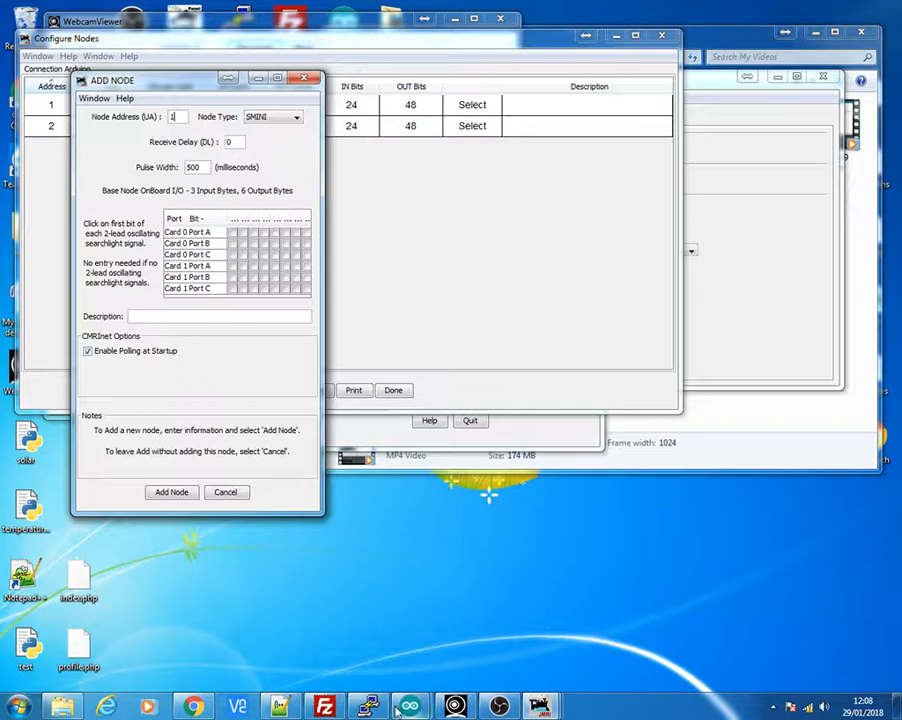 WebcamViewer
Configure Nodes
Window Help Window Help
Search My Videos
Connection Arduino
Address IN Bits OUT Bits Description
1 24 48 Select
2 24 48 Select
ADD NODE
Window Help
Node Address (UA) : 1 Node Type: SMINI
Receive Delay (DL) : 0
Pulse Width: 500 (milliseconds)
Base Node OnBoard I/O - 3 Input Bytes, 6 Output Bytes
Click on first bit of
each 2-lead oscillating
searchlight signal.
No entry needed if no
2-lead oscillating
searchlight signals.
Port Bit - ... ... ... ... ... ... ... ...
Card 0 Port A
Card 0 Port B
Card 0 Port C
Card 1 Port A
Card 1 Port B
Card 1 Port C
Description:
CMRInet Options
Enable Polling at Startup
Notes
To Add a new node, enter information and select 'Add Node'.
To leave Add without adding this node, select 'Cancel'.
Add Node Cancel
Print Done
Help Quit
Frame width: 1024
MP4 Video Size: 174 MB
solar
temperatur...
Notepad++ index.php
test profile.php
JMRI
12:08
29/01/2018